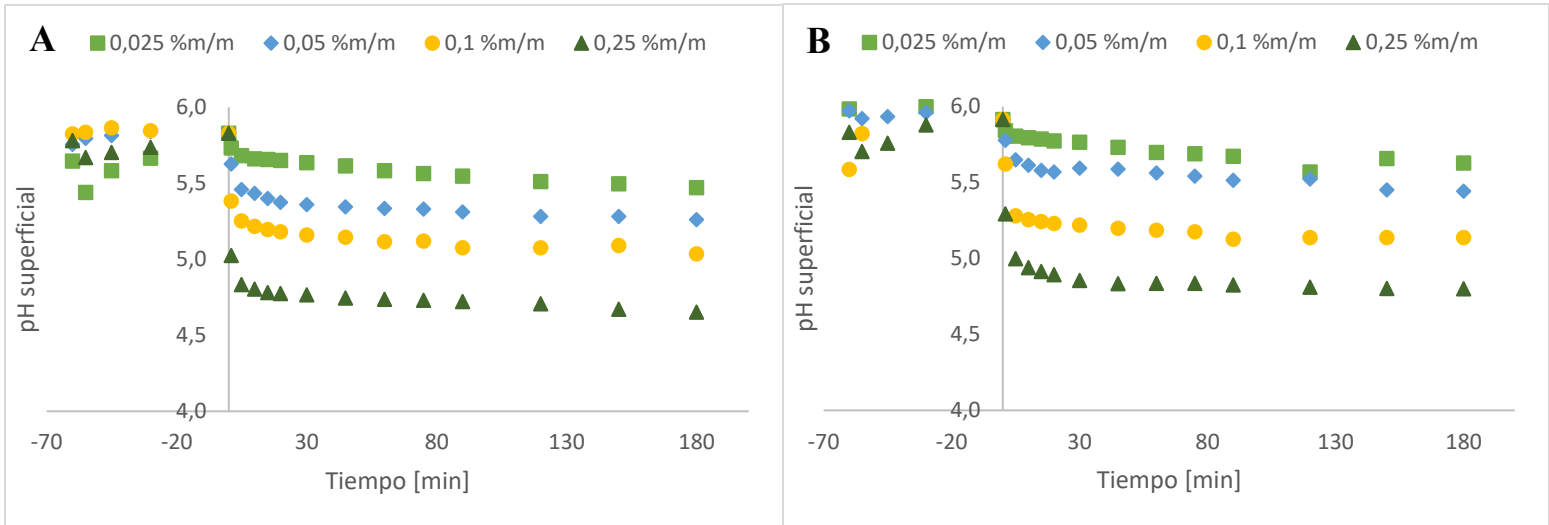 A
0,025 %m/m 0,05 %m/m 0,1 %m/m 0,25 %m/m
6,0
5,5
5,0
4,5
4,0
-70 -20 30 80 130 180
pH superficial
Tiempo [min]
B
0,025 %m/m 0,05 %m/m 0,1 %m/m 0,25 %m/m
6,0
5,5
5,0
4,5
4,0
-70 -20 30 80 130 180
pH superficial
Tiempo [min]